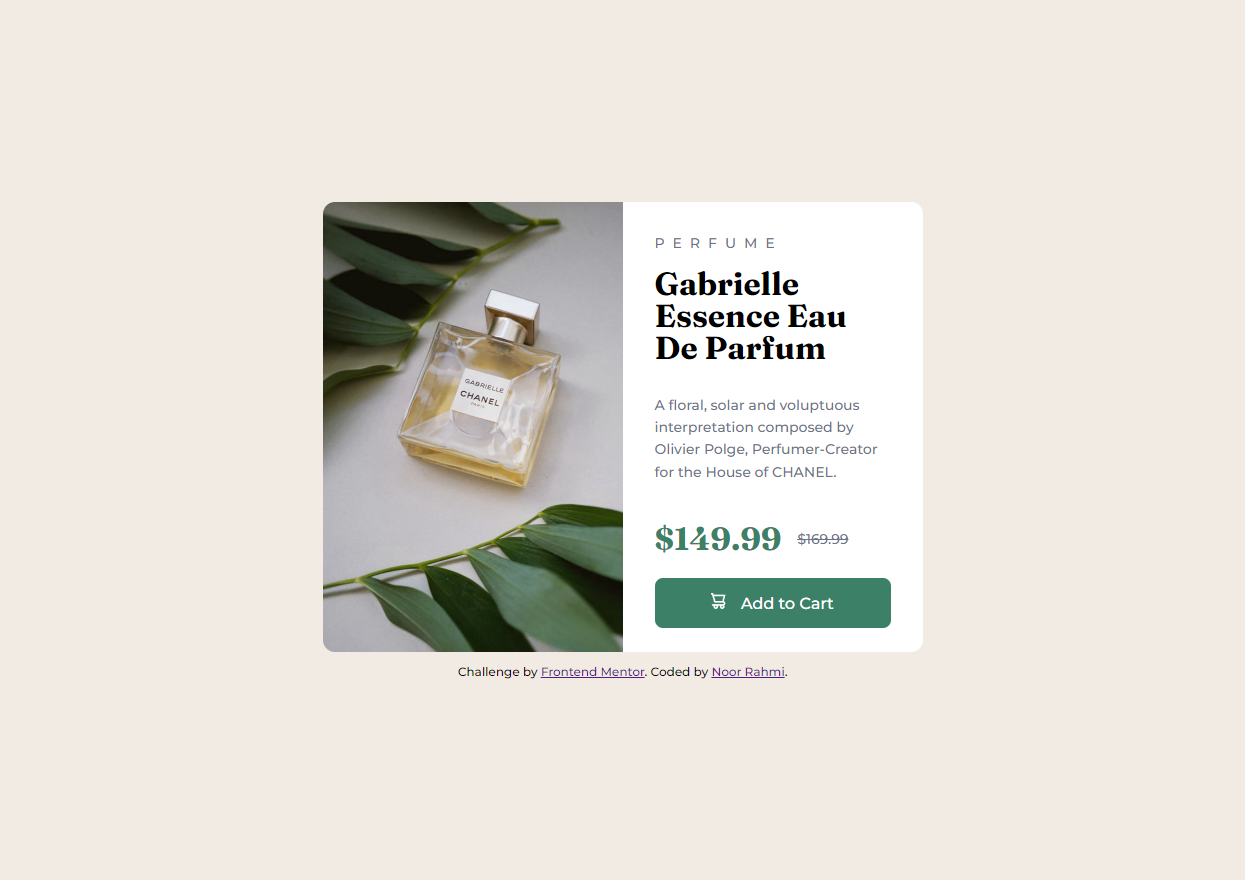 GABRIELLE
CHANEL
PARIS
PERFUME
Gabrielle
Essence Eau
De Parfum
A floral, solar and voluptuous
interpretation composed by
Olivier Polge, Perfumer-Creator
for the House of CHANEL.
$149.99 $169.99
Add to Cart
Challenge by Frontend Mentor. Coded by Noor Rahmi.